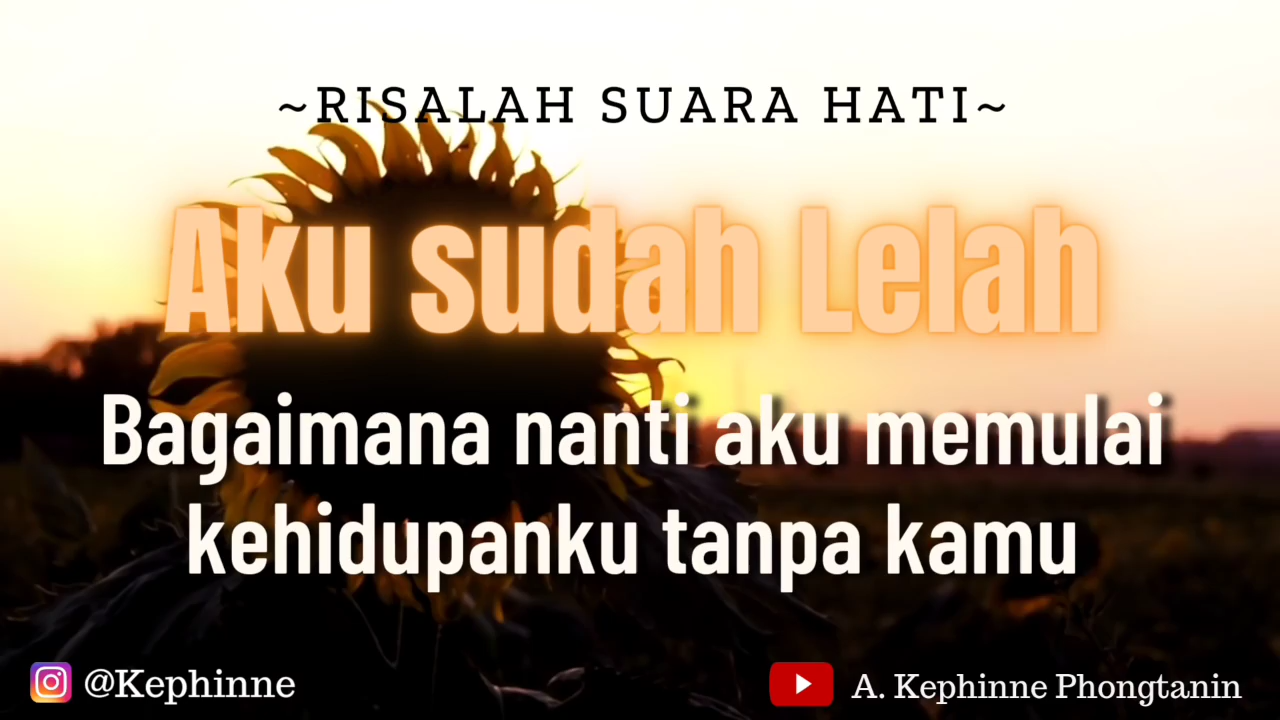 ~RISALAH SUARA HATI~
Aku sudah Lelah
Bagaimana nanti aku memulai
kehidupanku tanpa kamu
@Kephinne
A. Kephinne Phongtanin